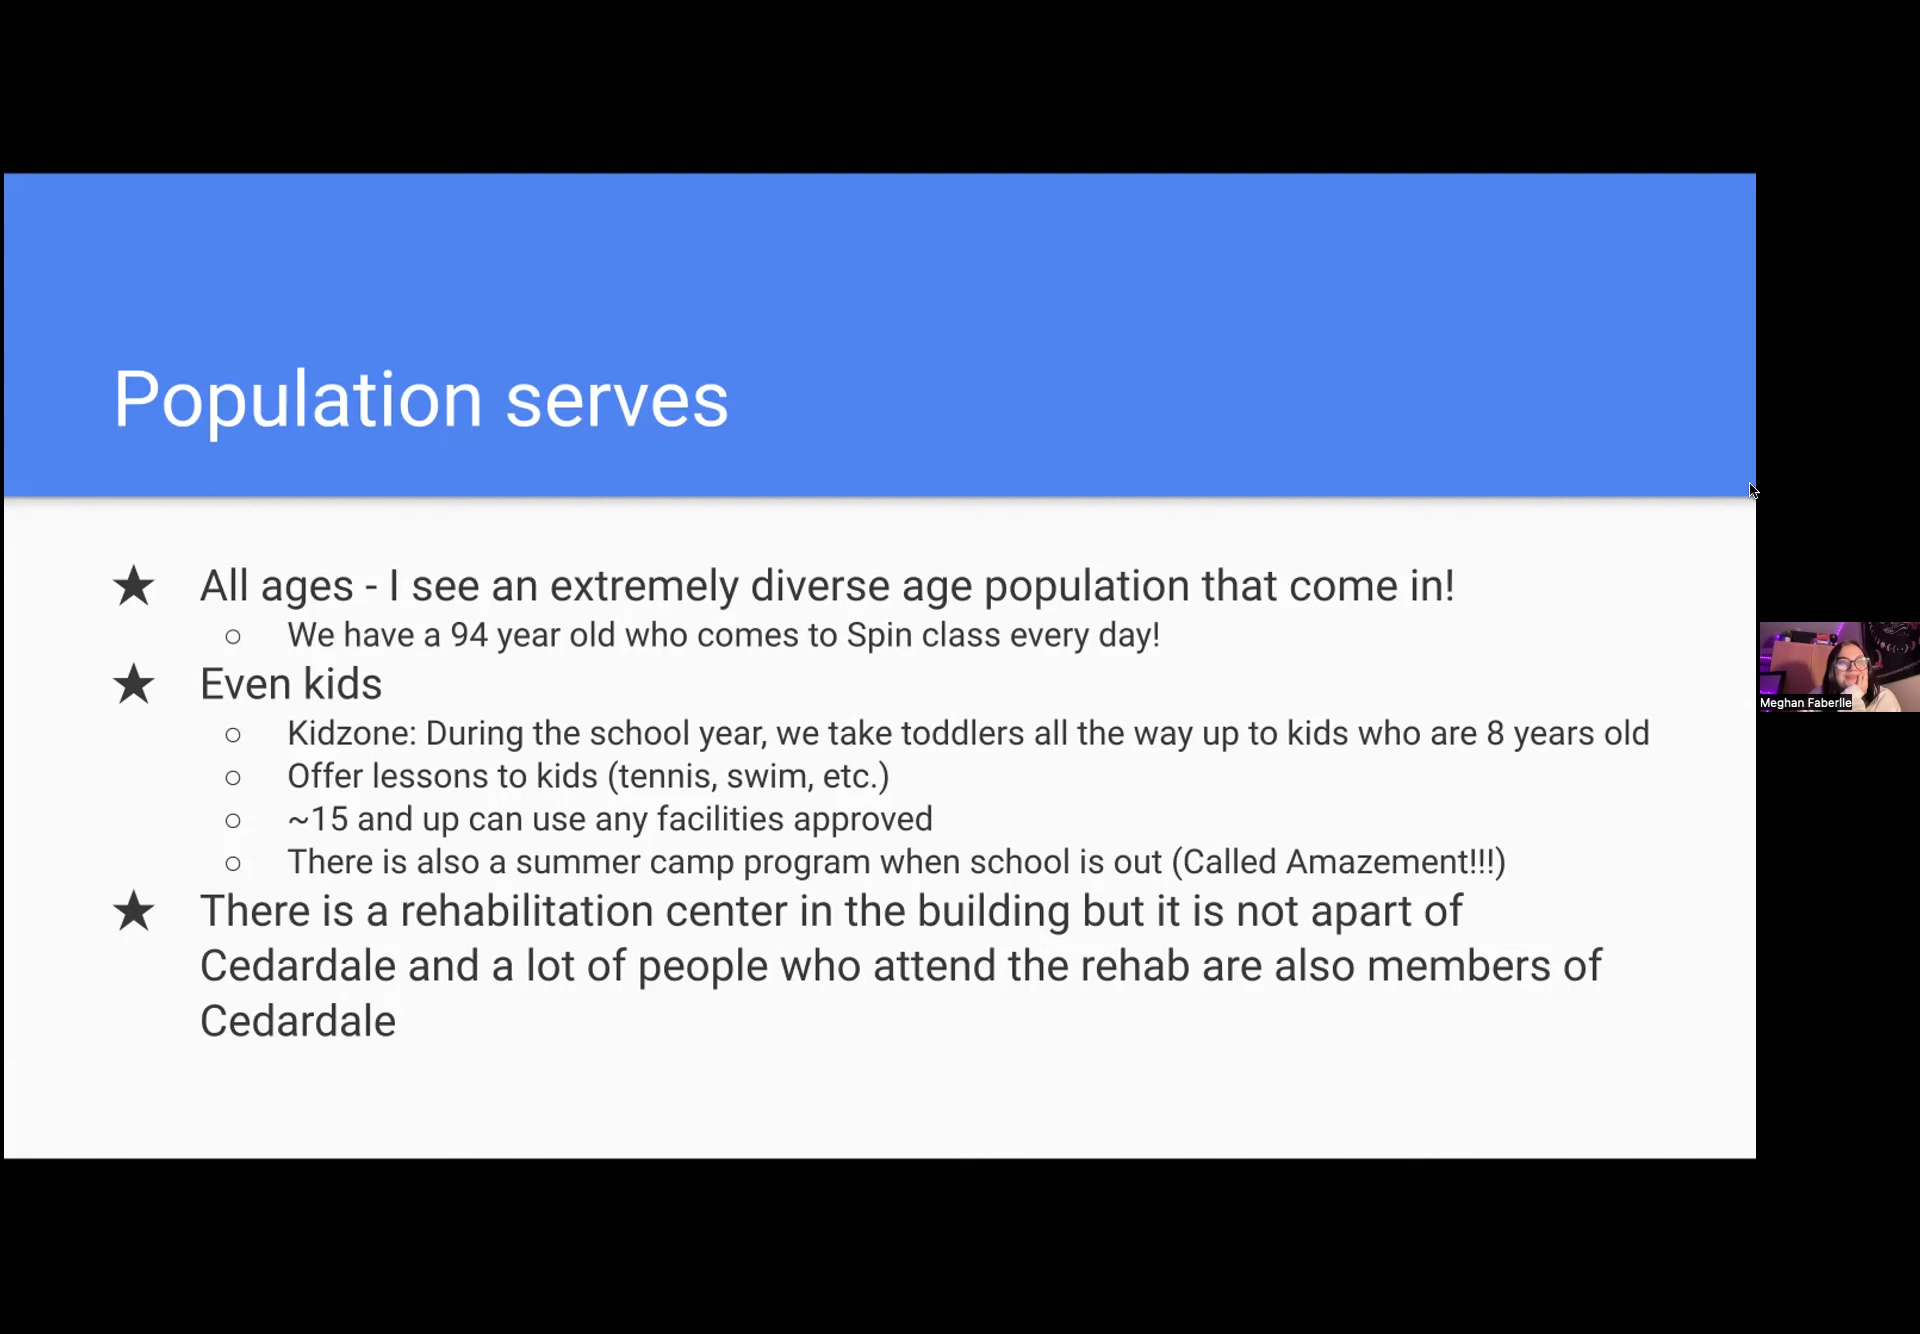 Population serves
★ All ages - I see an extremely diverse age population that come in!
○ We have a 94 year old who comes to Spin class every day!
★ Even kids
○ Kidzone: During the school year, we take toddlers all the way up to kids who are 8 years old
○ Offer lessons to kids (tennis, swim, etc.)
○ ~15 and up can use any facilities approved
○ There is also a summer camp program when school is out (Called Amazement!!!)
★ There is a rehabilitation center in the building but it is not apart of
Cedardale and a lot of people who attend the rehab are also members of
Cedardale
Meghan Faberlle